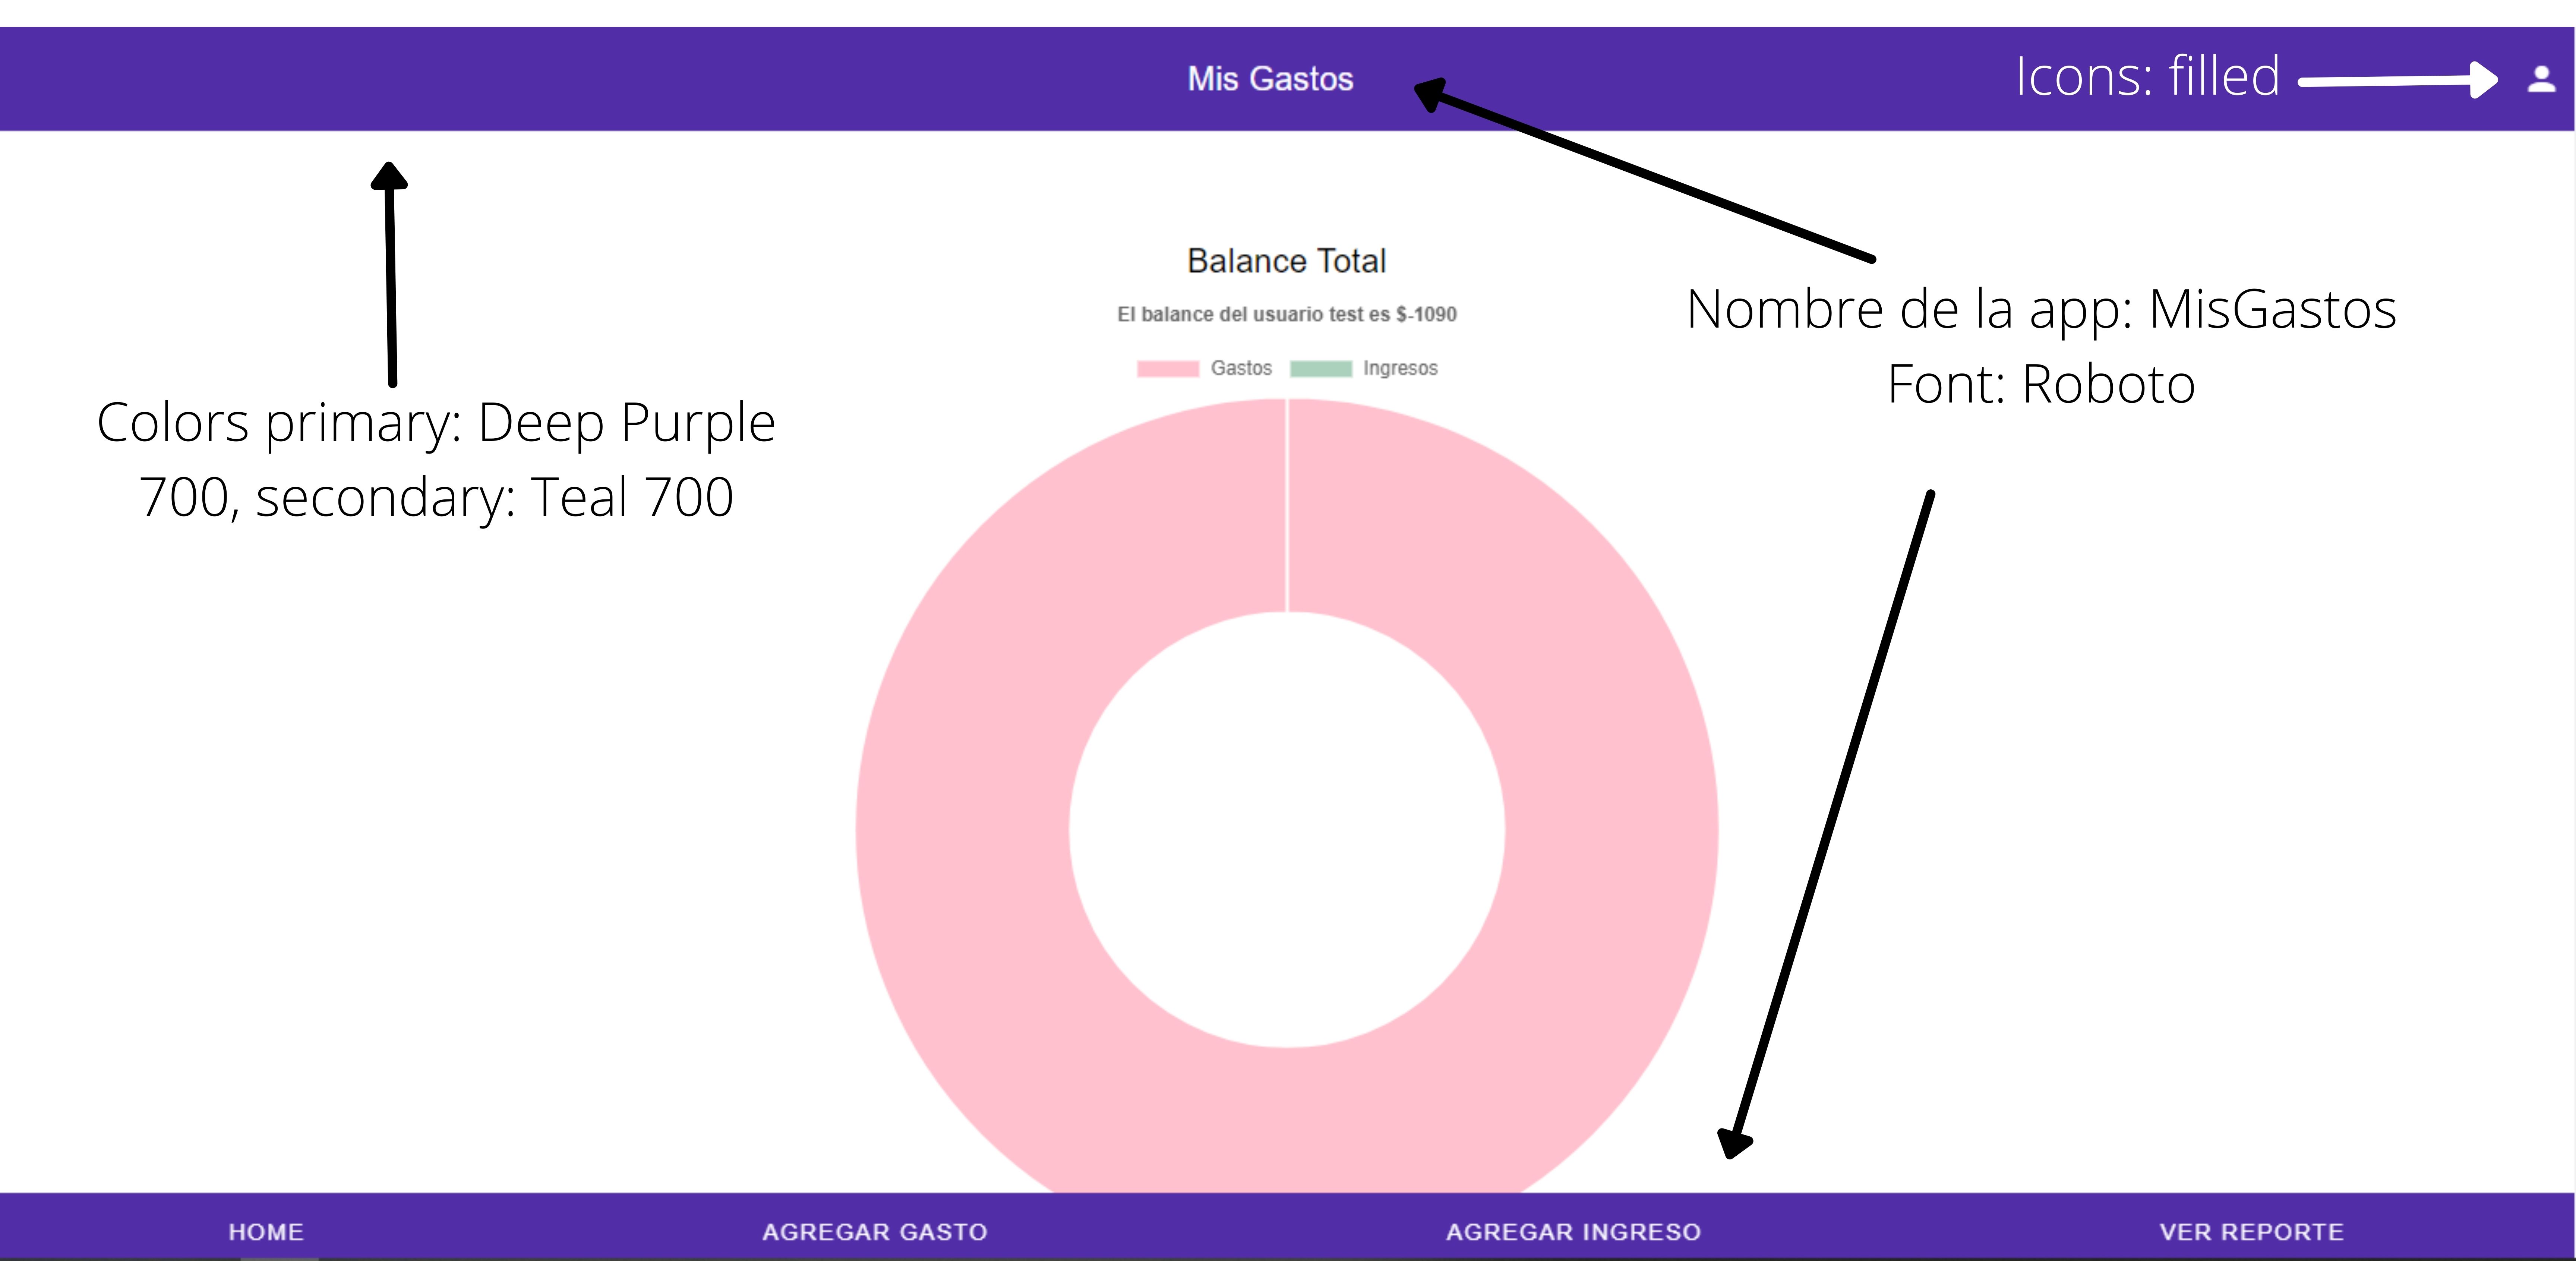 Mis Gastos
Icons: filled
Balance Total
El balance del usuario test es $-1090
Gastos Ingresos
Nombre de la app: MisGastos
Font: Roboto
Colors primary: Deep Purple
700, secondary: Teal 700
HOME AGREGAR GASTO AGREGAR INGRESO VER REPORTE